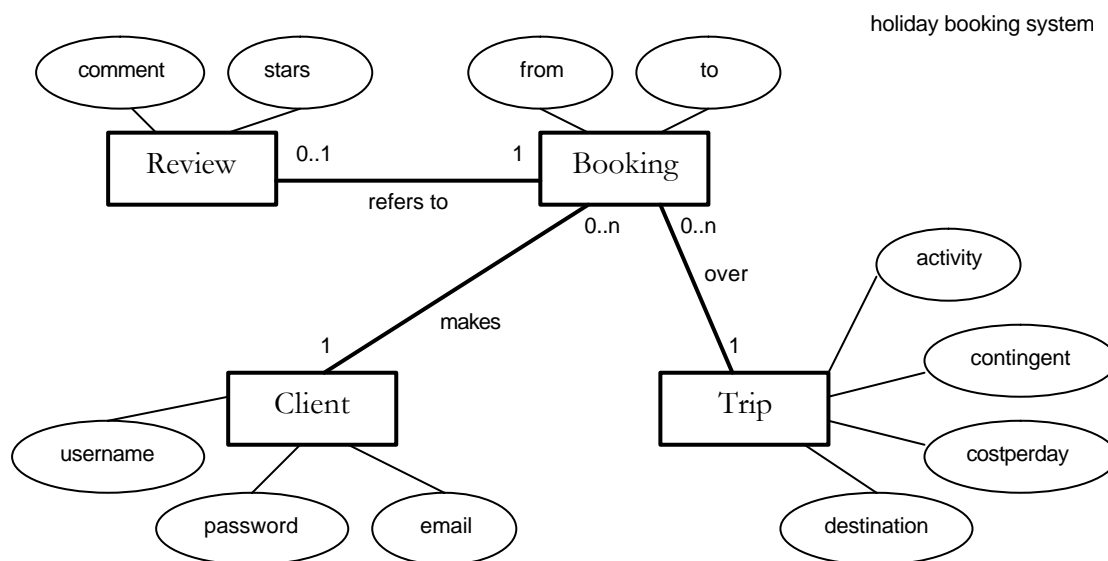 holiday booking system
comment
stars
from
to
Review
0..1
1
Booking
refers to
0..n
0..n
activity
over
makes
1
1
contingent
Client
Trip
username
costperday
password
email
destination